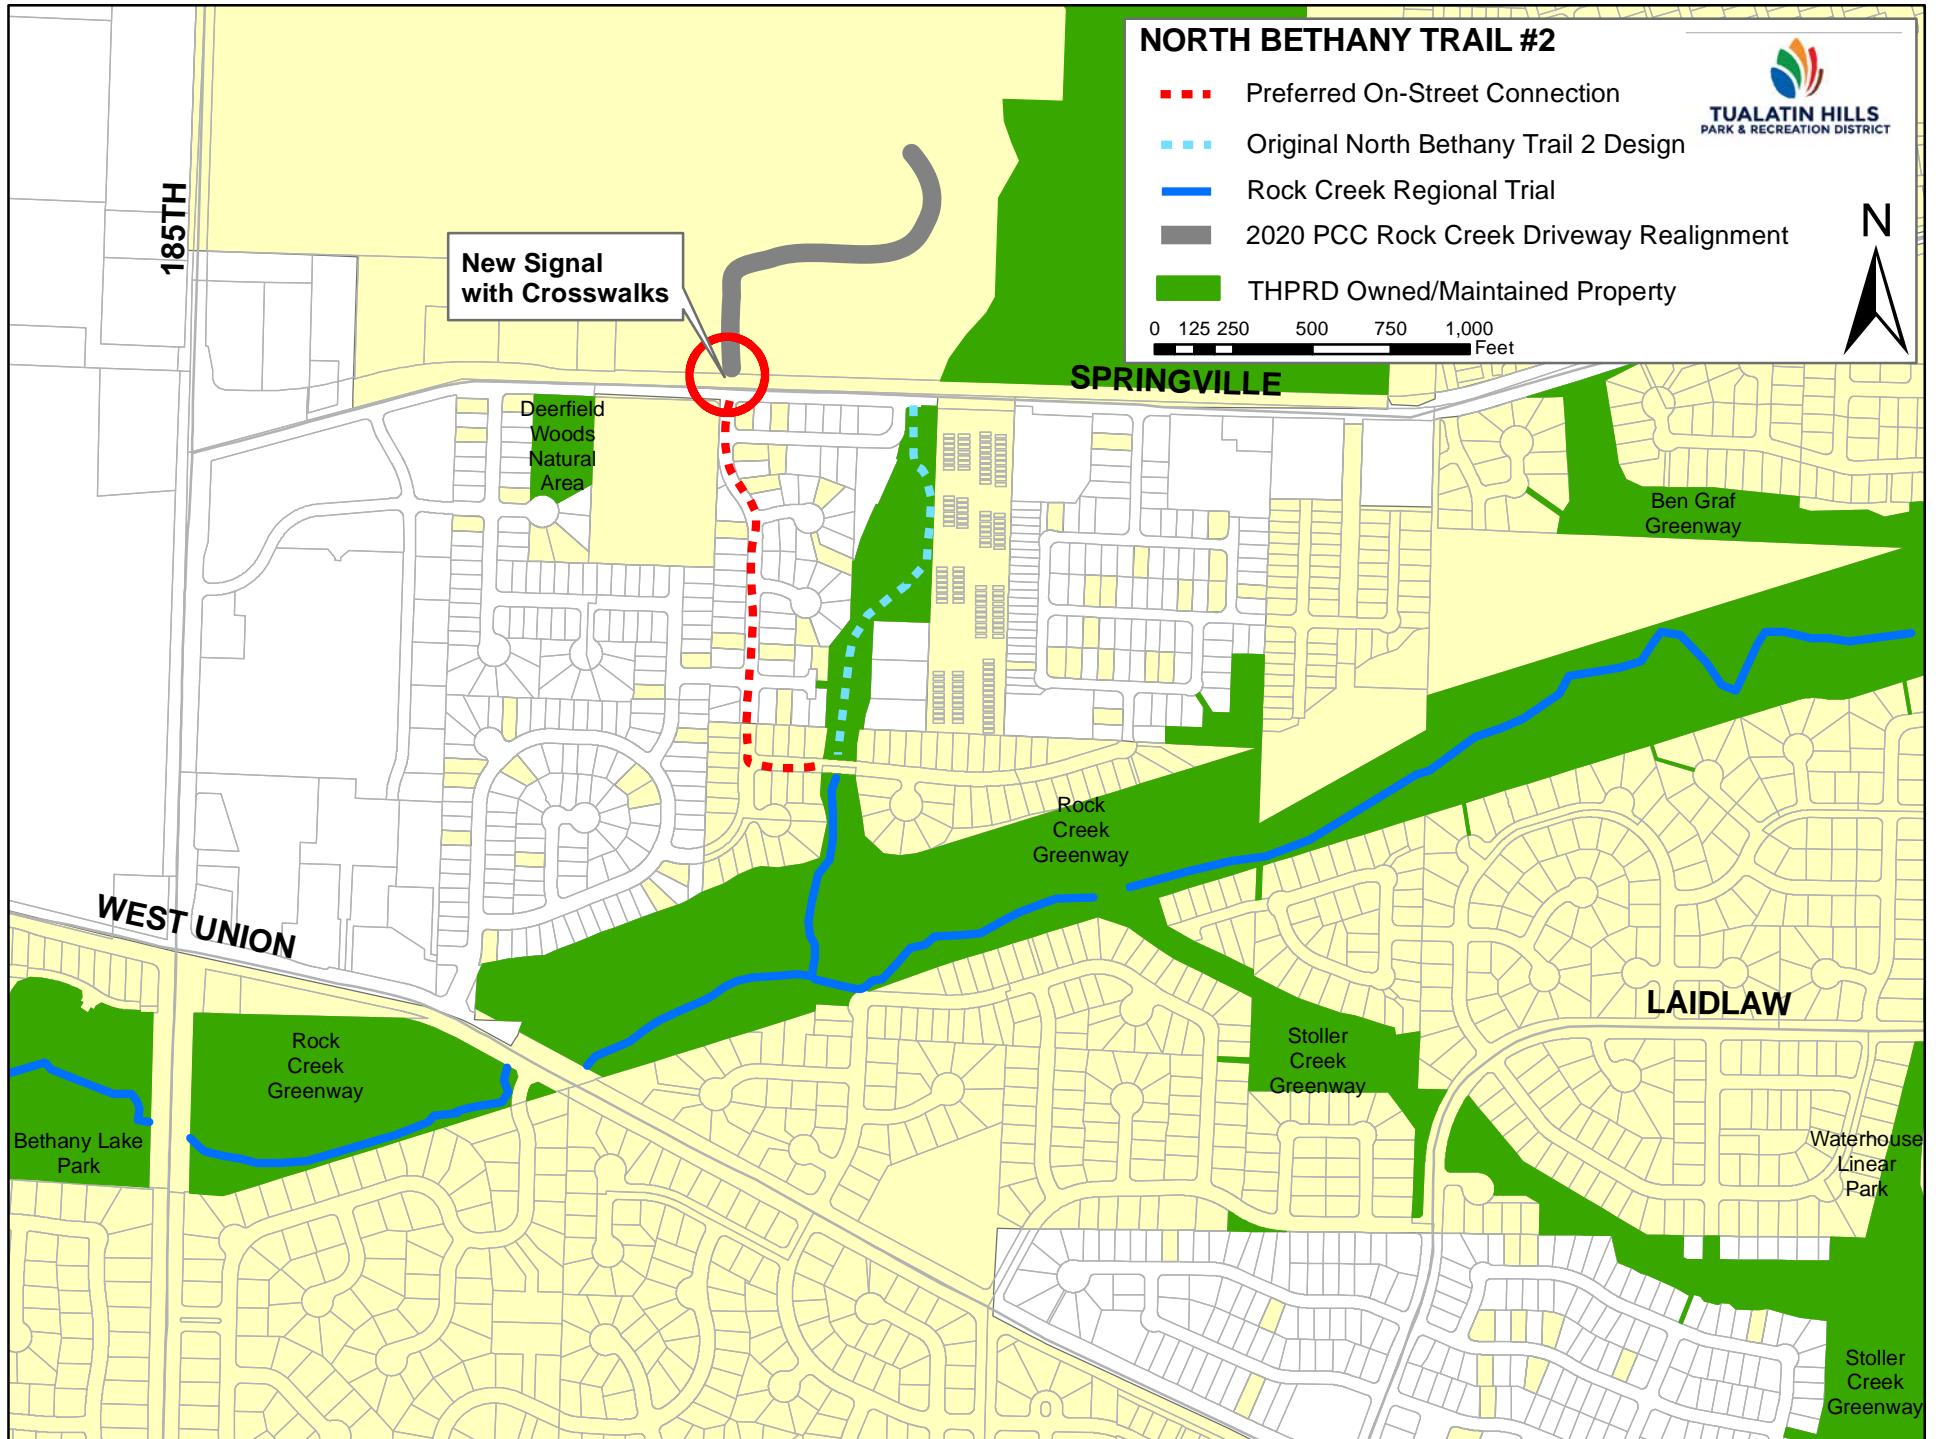 NORTH BETHANY TRAIL #2
Preferred On-Street Connection
Original North Bethany Trail 2 Design
Rock Creek Regional Trial
2020 PCC Rock Creek Driveway Realignment
THPRD Owned/Maintained Property
0 125 250 500 750 1,000
Feet
TUALATIN HILLS
PARK & RECREATION DISTRICT
N
185TH
New Signal
with Crosswalks
SPRINGVILLE
Deerfield
Woods
Natural
Area
Ben Graf
Greenway
Rock
Creek
Greenway
WEST UNION
LAIDLAW
Rock
Creek
Greenway
Stoller
Creek
Greenway
Bethany Lake
Park
Waterhouse
Linear
Park
Stoller
Creek
Greenway